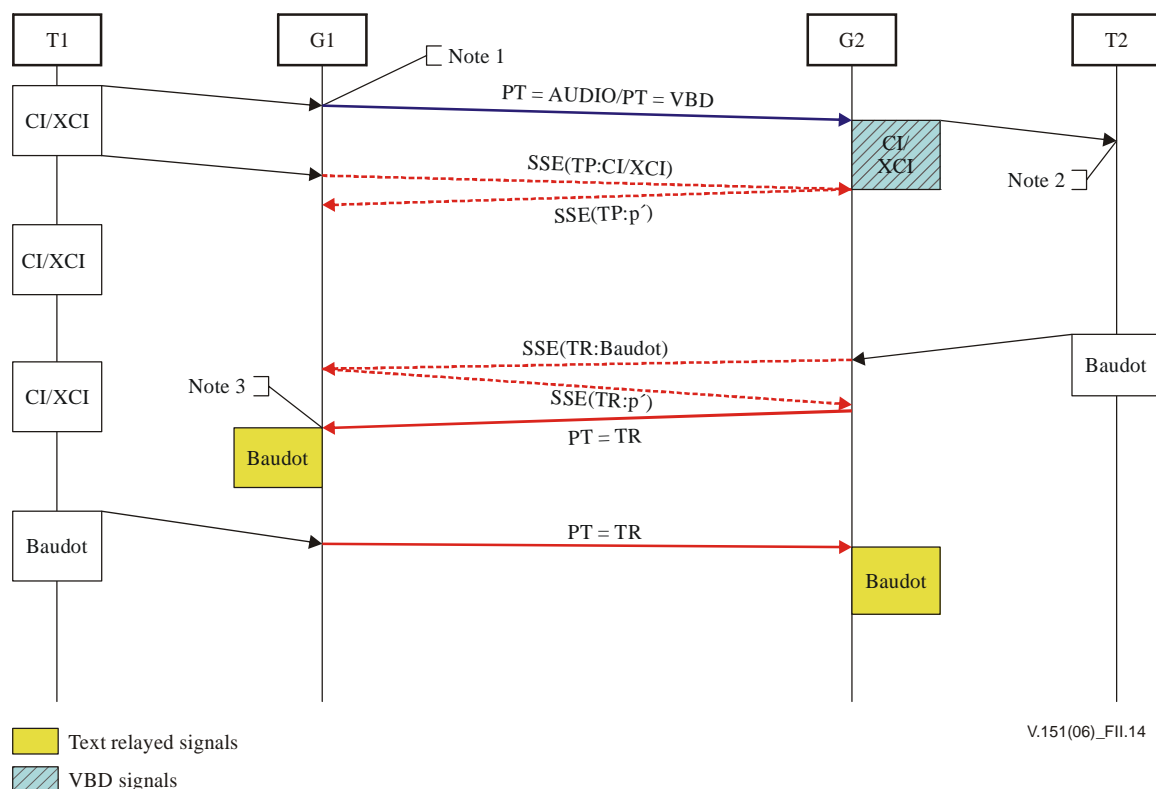 T1
G1
G2
T2
Note 1
PT = AUDIO/PT = VBD
CI/XCI
CI/
XCI
SSE(TP:CI/XCI)
Note 2
SSE(TP:p´)
CI/XCI
SSE(TR:Baudot)
Baudot
CI/XCI
Note 3
SSE(TR:p´)
PT = TR
Baudot
PT = TR
Baudot
Baudot
Text relayed signals
V.151(06)_FII.14
VBD signals